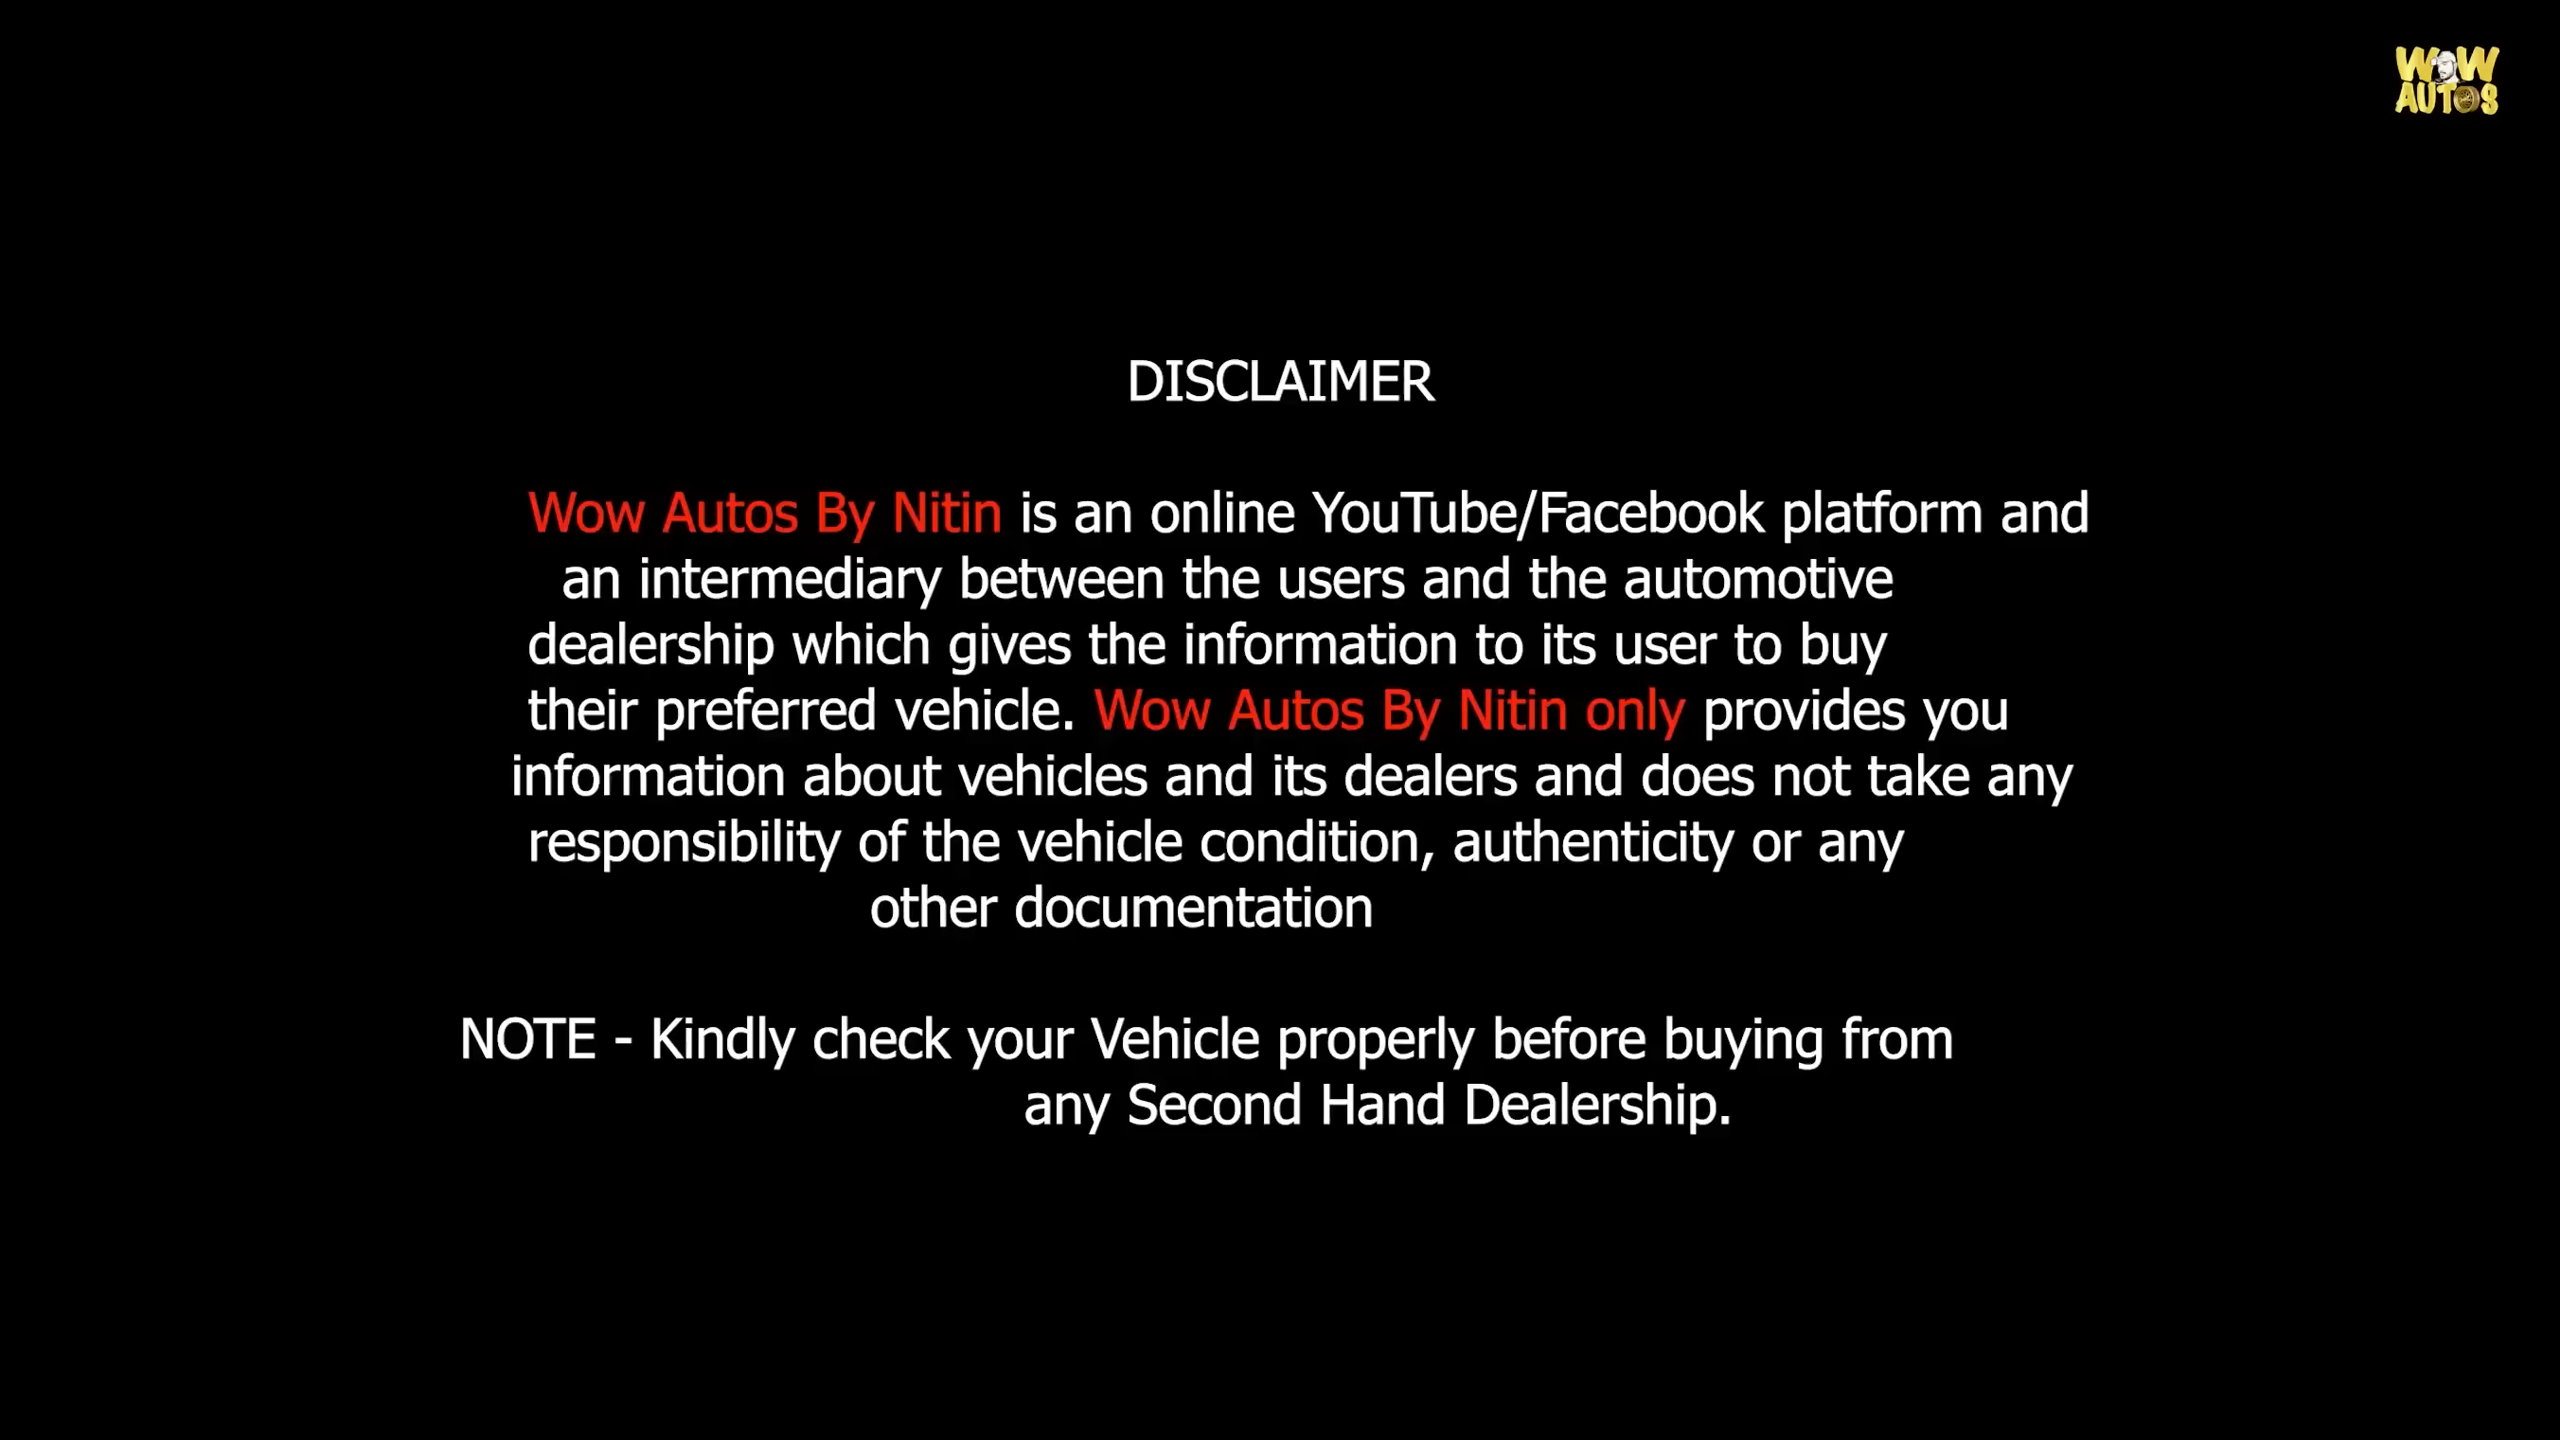 WOW
AUTOS
DISCLAIMER
Wow Autos By Nitin is an online YouTube/Facebook platform and
an intermediary between the users and the automotive
dealership which gives the information to its user to buy
their preferred vehicle. Wow Autos By Nitin only provides you
information about vehicles and its dealers and does not take any
responsibility of the vehicle condition, authenticity or any
other documentation
NOTE - Kindly check your Vehicle properly before buying from
any Second Hand Dealership.